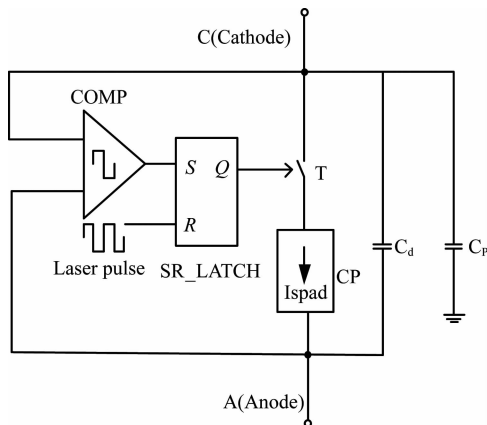 C(Cathode)
COMP
S Q
T
R
Laser pulse
SR_LATCH
CP
Ispad
Cd
CP
A(Anode)